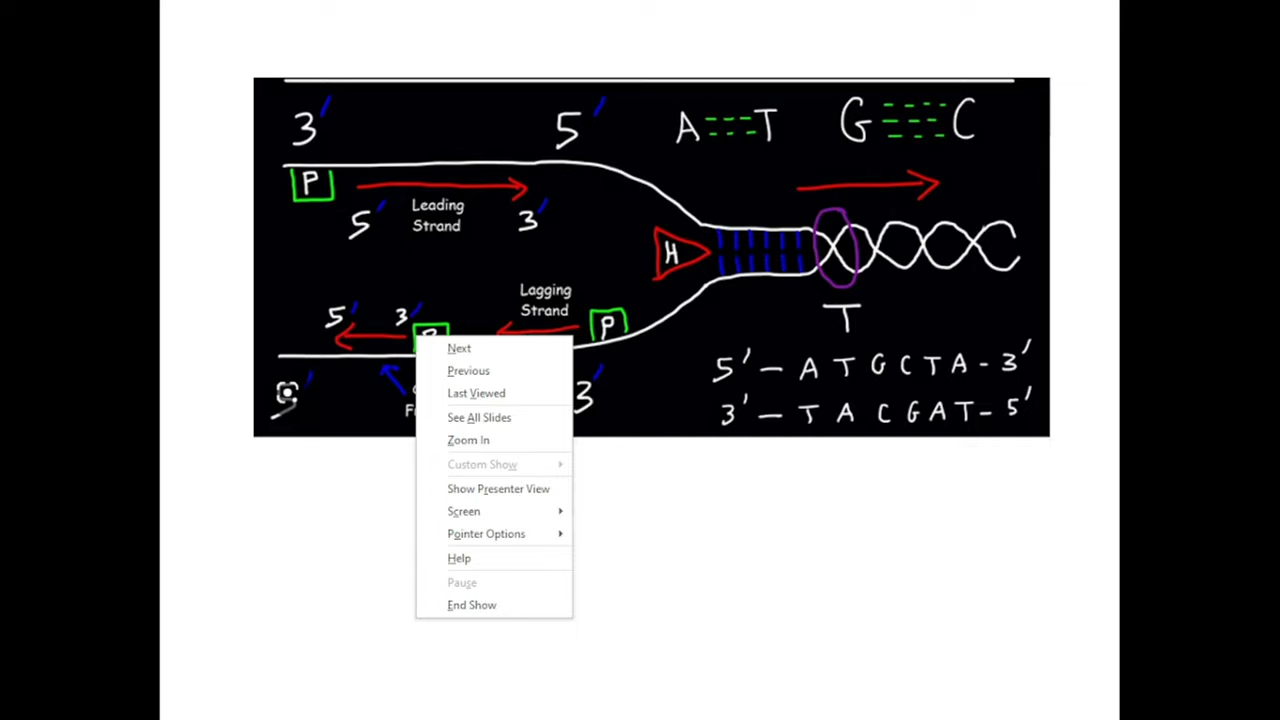 3' 5' A T G C
P
5' Leading 3'
Strand
H
Lagging
Strand
P
5' 3'
T
5' - A T G C T A - 3'
3' - T A C G A T - 5'
5' 3'
Next
Previous
Last Viewed
See All Slides
Zoom In
Custom Show
Show Presenter View
Screen
Pointer Options
Help
Pause
End Show